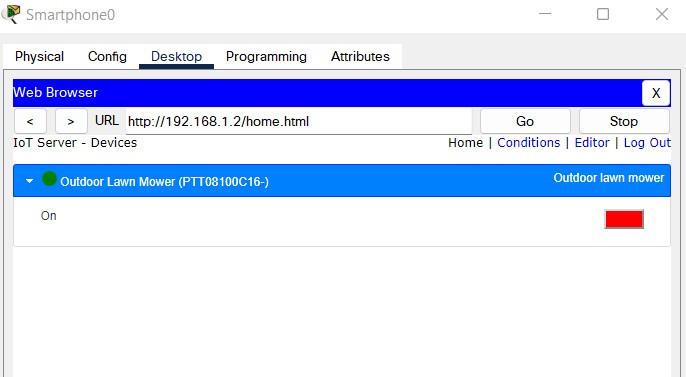 Smartphone0
Physical Config Desktop Programming Attributes
Web Browser X
< > URL http://192.168.1.2/home.html Go Stop
IoT Server - Devices Home | Conditions | Editor | Log Out
Outdoor Lawn Mower (PTT08100C16-) Outdoor lawn mower
On